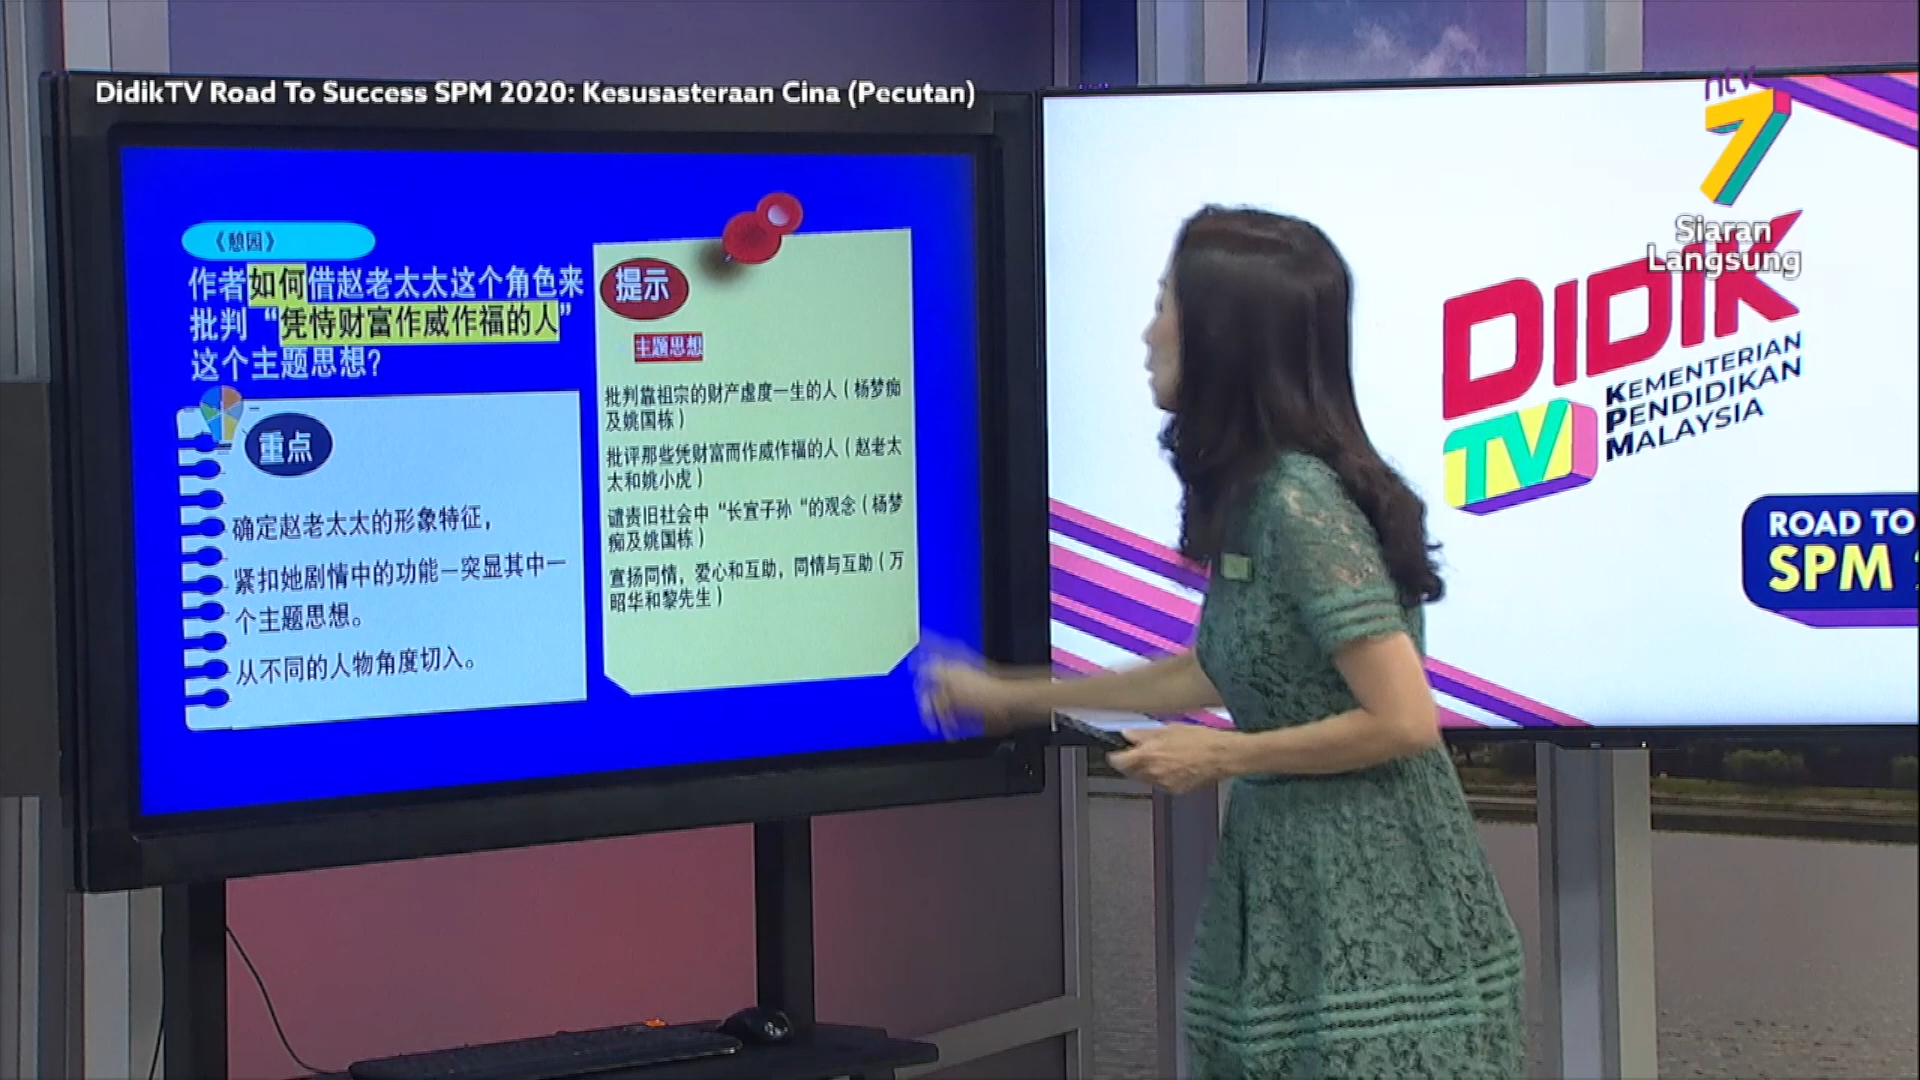 DidikTV Road To Success SPM 2020: Kesusasteraan Cina (Pecutan)
《憩园》
作者如何借赵老太太这个角色来
批判“凭恃财富作威作福的人”
这个主题思想?
重点
确定赵老太太的形象特征，
紧扣她剧情中的功能—突显其中一
个主题思想。
从不同的人物角度切入。
提示
主题思想
批判靠祖宗的财产虚度一生的人（杨梦痴
及姚国栋）
批评那些凭财富而作威作福的人（赵老太
太和姚小虎）
谴责旧社会中“长宜子孙“的观念（杨梦
痴及姚国栋）
宣扬同情，爱心和互助，同情与互助（万
昭华和黎先生）
ntv
7
Siaran
Langsung
DIDIK
TV
KEMENTERIAN
PENDIDIKAN
MALAYSIA
ROAD TO
SPM